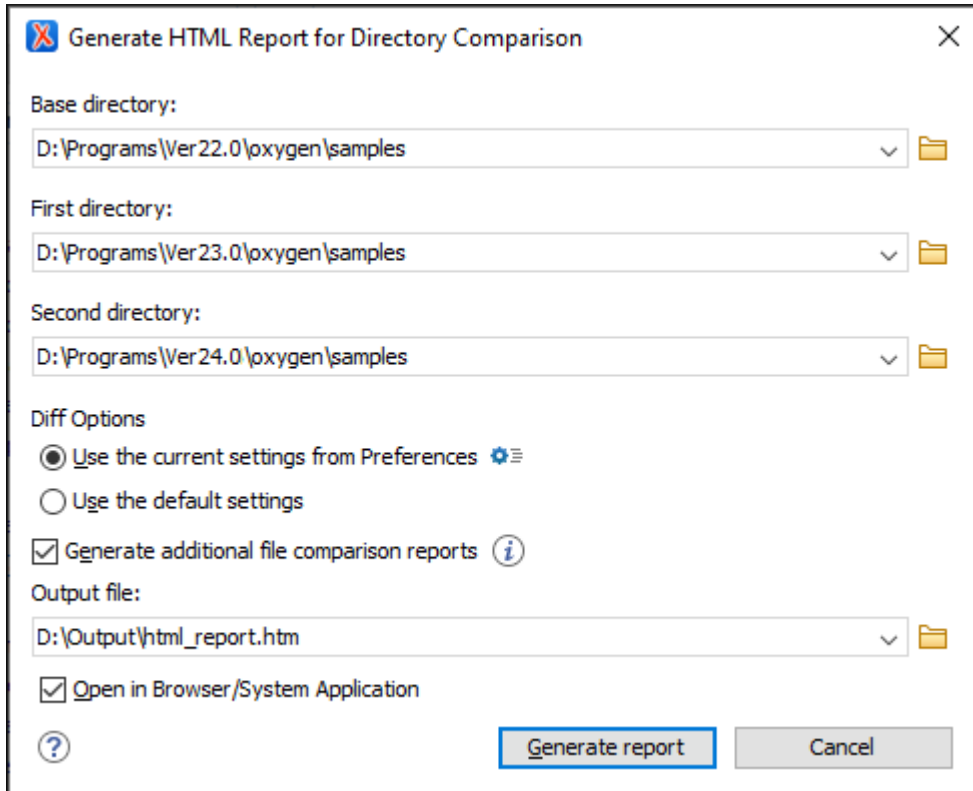 Generate HTML Report for Directory Comparison
Base directory:
D:\Programs\Ver22.0\oxygen\samples
First directory:
D:\Programs\Ver23.0\oxygen\samples
Second directory:
D:\Programs\Ver24.0\oxygen\samples
Diff Options
Use the current settings from Preferences
Use the default settings
Generate additional file comparison reports
Output file:
D:\Output\html_report.htm
Open in Browser/System Application
Generate report Cancel